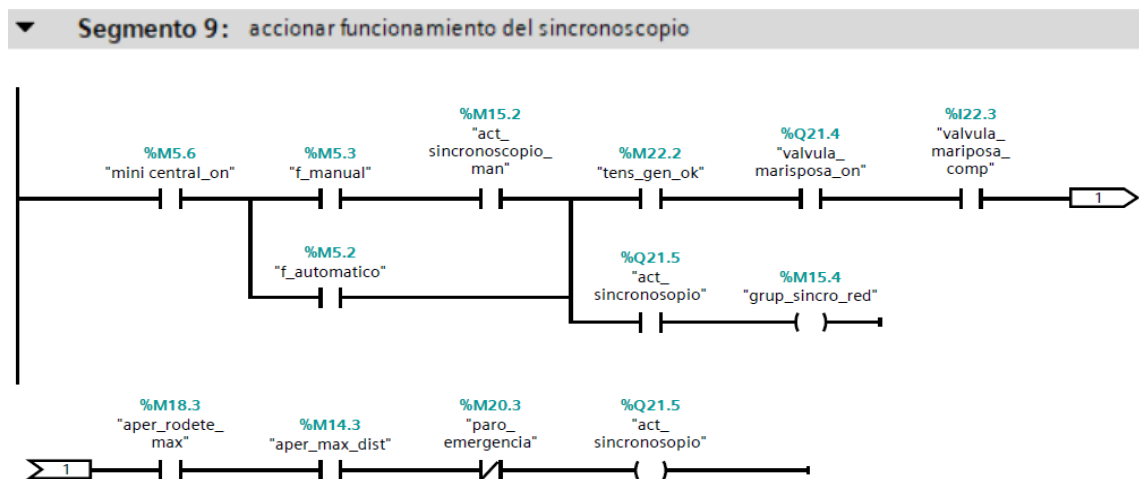 Segmento 9: accionar funcionamiento del sincronoscopio
%M5.6
"mini central_on"
%M5.3
"f_manual"
%M15.2
"act_
sincronoscopio_
man"
%M22.2
"tens_gen_ok"
%Q21.4
"valvula_
marisposa_on"
%I22.3
"valvula_
mariposa_
comp"
1
%M5.2
"f_automatico"
%Q21.5
"act_
sincronosopio"
%M15.4
"grup_sincro_red"
1
%M18.3
"aper_rodete_
max"
%M14.3
"aper_max_dist"
%M20.3
"paro_
emergencia"
%Q21.5
"act_
sincronosopio"